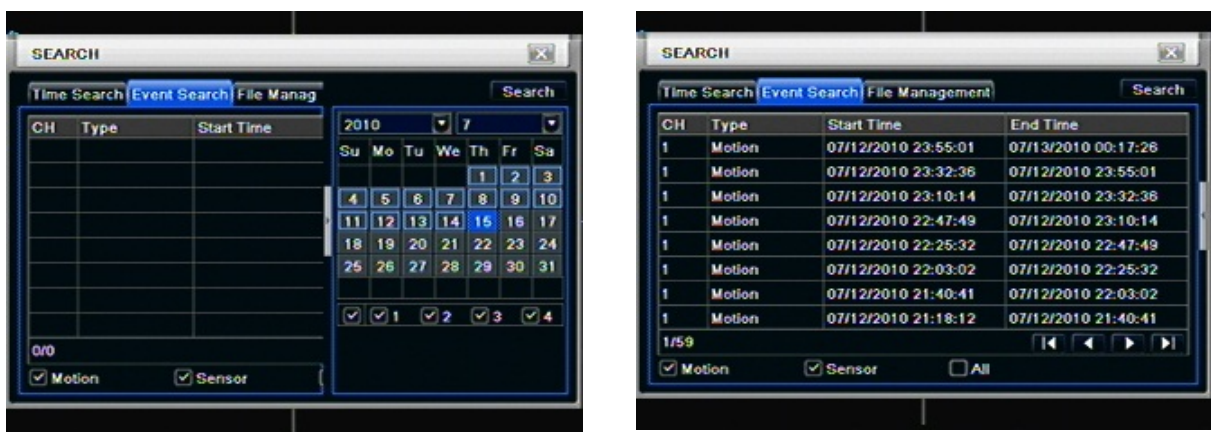 SEARCH
Time Search Event Search File Manag Search
CH Type Start Time
2010 7
Su Mo Tu We Th Fr Sa
1 2 3
4 5 6 7 8 9 10
11 12 13 14 15 16 17
18 19 20 21 22 23 24
25 26 27 28 29 30 31
1 2 3 4
0/0
Motion Sensor
SEARCH
Time Search Event Search File Management Search
CH Type Start Time End Time
1 Motion 07/12/2010 23:55:01 07/13/2010 00:17:26
1 Motion 07/12/2010 23:32:36 07/12/2010 23:55:01
1 Motion 07/12/2010 23:10:14 07/12/2010 23:32:36
1 Motion 07/12/2010 22:47:49 07/12/2010 23:10:14
1 Motion 07/12/2010 22:25:32 07/12/2010 22:47:49
1 Motion 07/12/2010 22:03:02 07/12/2010 22:25:32
1 Motion 07/12/2010 21:40:41 07/12/2010 22:03:02
1 Motion 07/12/2010 21:18:12 07/12/2010 21:40:41
1/59
Motion Sensor All